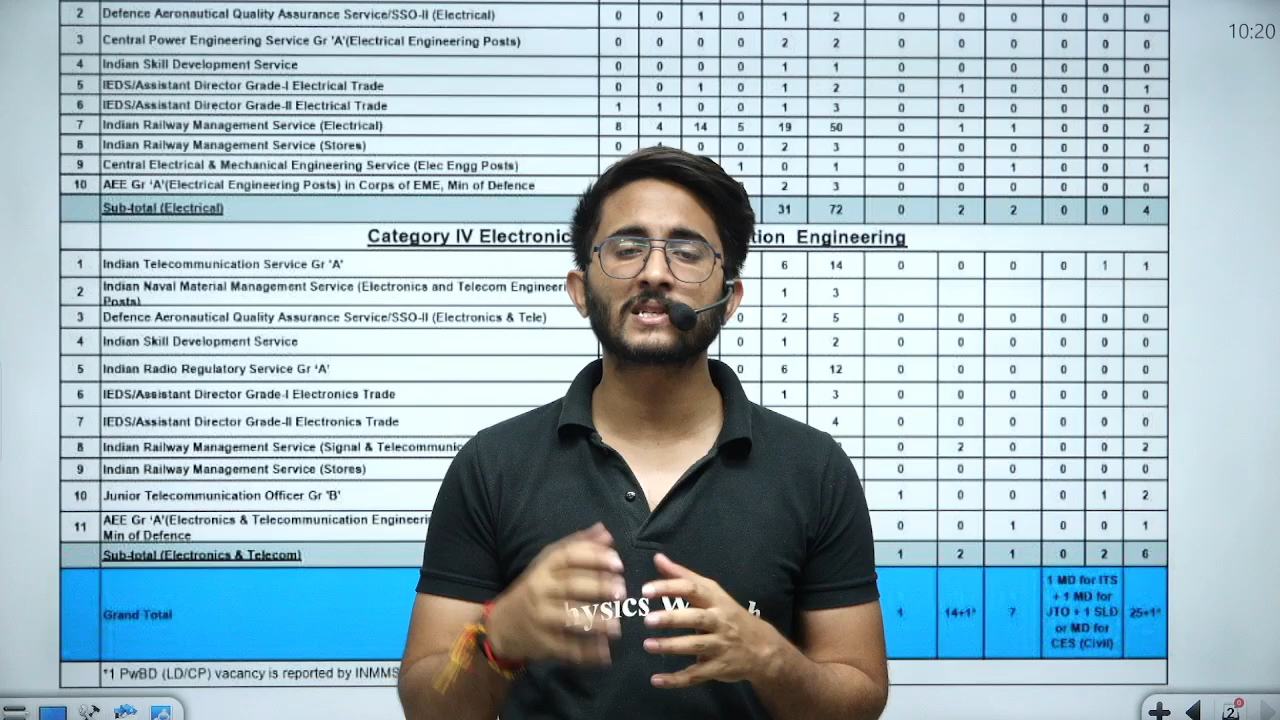 10:20
2 Defence Aeronautical Quality Assurance Service/SSO-II (Electrical) 0 0 1 0 1 2 0 0 0 0 0 0
3 Central Power Engineering Service Gr 'A'(Electrical Engineering Posts) 0 0 0 0 2 2 0 0 0 0 0 0
4 Indian Skill Development Service 0 0 0 0 1 1 0 0 0 0 0 0
5 IEDS/Assistant Director Grade-I Electrical Trade 0 0 1 0 1 2 0 1 0 0 0 1
6 IEDS/Assistant Director Grade-II Electrical Trade 1 1 0 0 1 3 0 0 0 0 0 0
7 Indian Railway Management Service (Electrical) 8 4 14 5 19 50 0 1 1 0 0 2
8 Indian Railway Management Service (Stores) 0 0 0 2 3 0 0 0 0 0 0
9 Central Electrical & Mechanical Engineering Service (Elec Engg Posts) 1 0 1 0 0 1 0 0 1
10 AEE Gr 'A'(Electrical Engineering Posts) in Corps of EME, Min of Defence 2 3 0 0 0 0 0 0
Sub-total (Electrical) 31 72 0 2 2 0 0 4
Category IV Electronic tion Engineering
1 Indian Telecommunication Service Gr 'A' 6 14 0 0 0 0 1 1
2 Indian Naval Material Management Service (Electronics and Telecom Engineer 1 3
Posts)
3 Defence Aeronautical Quality Assurance Service/SSO-II (Electronics & Tele) 0 2 5 0 0 0 0 0 0
4 Indian Skill Development Service 0 1 2 0 0 0 0 0 0
5 Indian Radio Regulatory Service Gr 'A' 0 6 12 0 0 0 0 0 0
6 IEDS/Assistant Director Grade-I Electronics Trade 1 3 0 0 0 0 0 0
7 IEDS/Assistant Director Grade-II Electronics Trade 4 0 0 0 0 0 0
8 Indian Railway Management Service (Signal & Telecommunic 0 2 0 0 0 2
9 Indian Railway Management Service (Stores) 0 0 0 0 0 0
10 Junior Telecommunication Officer Gr 'B' 1 0 0 0 1 2
11 AEE Gr 'A'(Electronics & Telecommunication Engineeri 0 0 1 0 0 1
Min of Defence
Sub-total (Electronics & Telecom) 1 2 1 0 2 6
Grand Total 1 14+1* 7 1 MD for ITS
+ 1 MD for
JTO + 1 SLD
or MD for
CES (Civil) 25+1*
*1 PwBD (LD/CP) vacancy is reported by INMMS
hysics W h
2